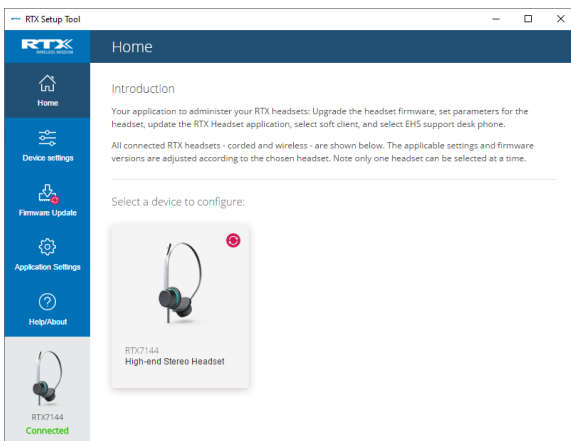 RTX Setup Tool
RTX
WIRELESS WISDOM
Home
Home
Device settings
Firmware Update
Application Settings
Help/About
RTX7144
Connected
Introduction
Your application to administer your RTX headsets: Upgrade the headset firmware, set parameters for the
headset, update the RTX Headset application, select soft client, and select EHS support desk phone.
All connected RTX headsets - corded and wireless - are shown below. The applicable settings and firmware
versions are adjusted according to the chosen headset. Note only one headset can be selected at a time.
Select a device to configure:
RTX7144
High-end Stereo Headset